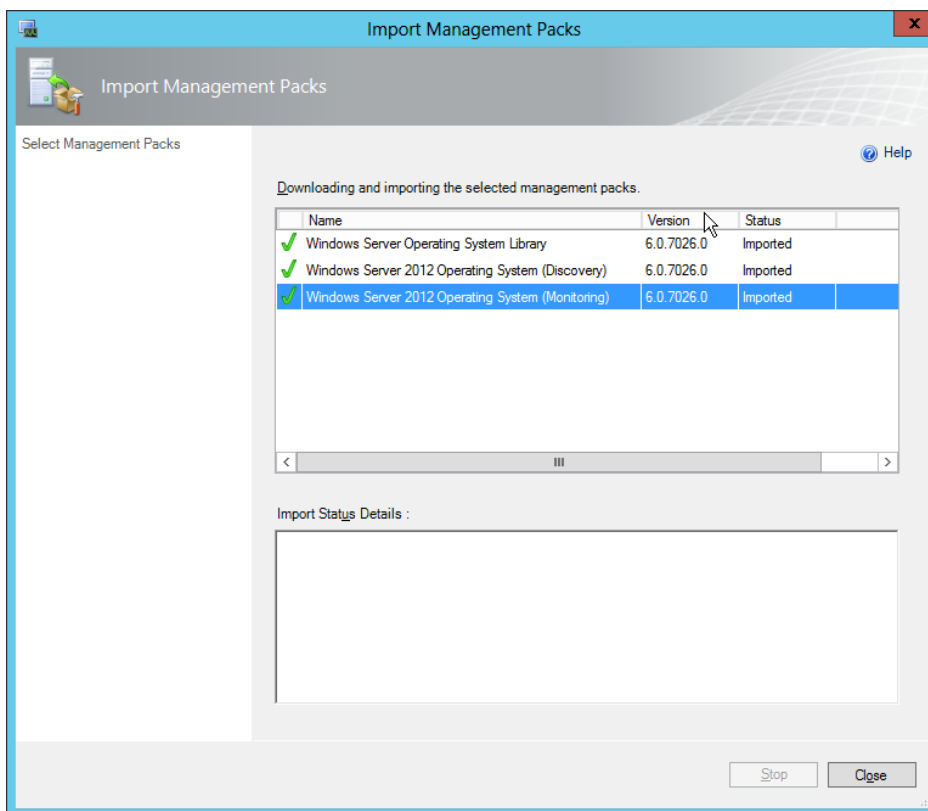 Import Management Packs
x
Import Management Packs
Select Management Packs
Help
Downloading and importing the selected management packs.
Name Version Status
Windows Server Operating System Library 6.0.7026.0 Imported
Windows Server 2012 Operating System (Discovery) 6.0.7026.0 Imported
Windows Server 2012 Operating System (Monitoring) 6.0.7026.0 Imported
Import Status Details :
Stop Close